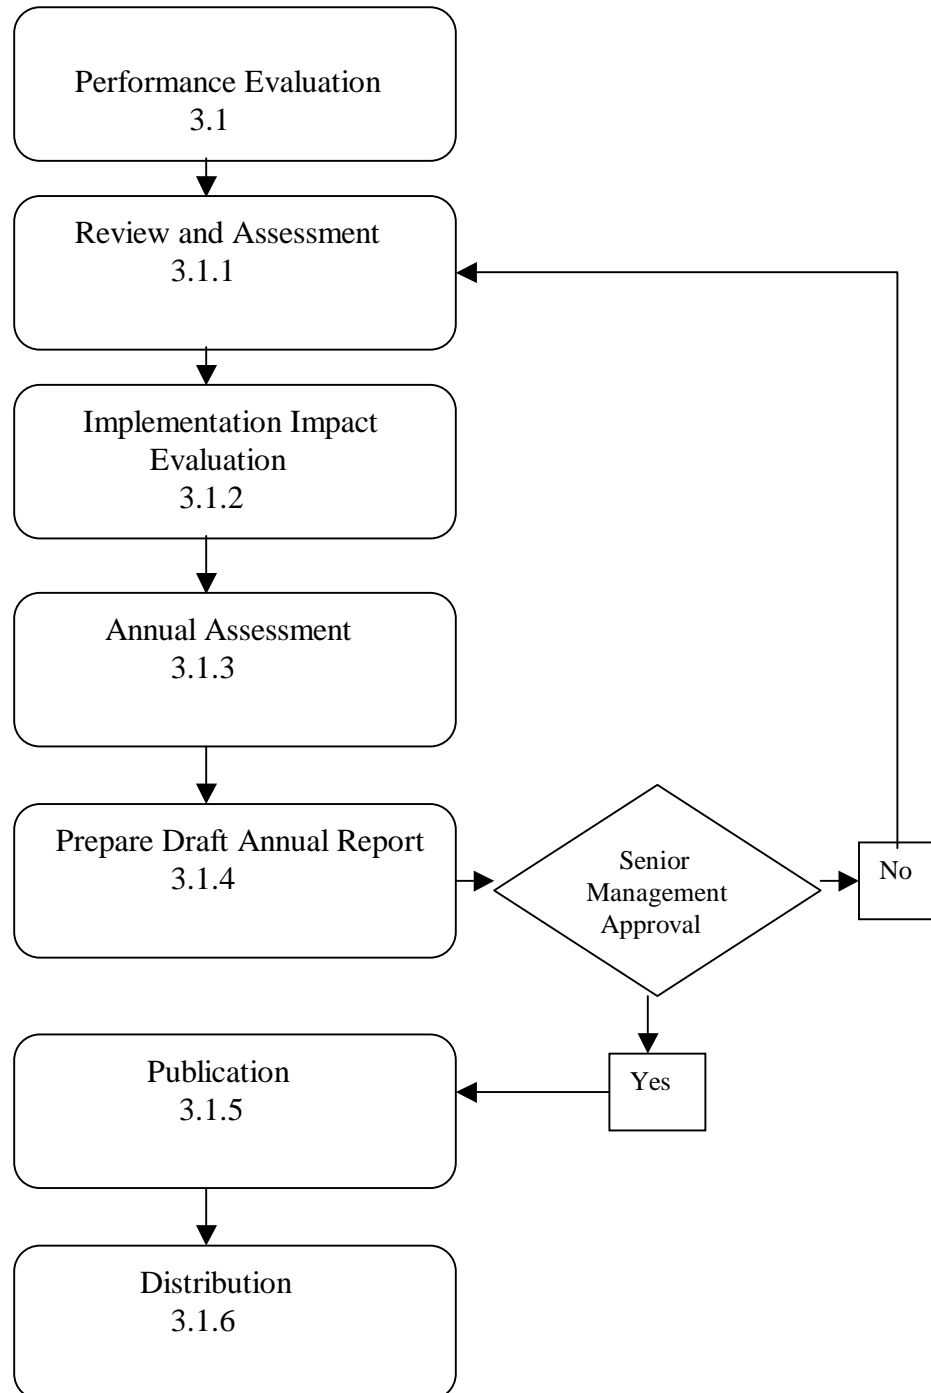 Performance Evaluation
3.1
Review and Assessment
3.1.1
Implementation Impact
Evaluation
3.1.2
Annual Assessment
3.1.3
Prepare Draft Annual Report
3.1.4
Senior
Management
Approval
No
Yes
Publication
3.1.5
Distribution
3.1.6